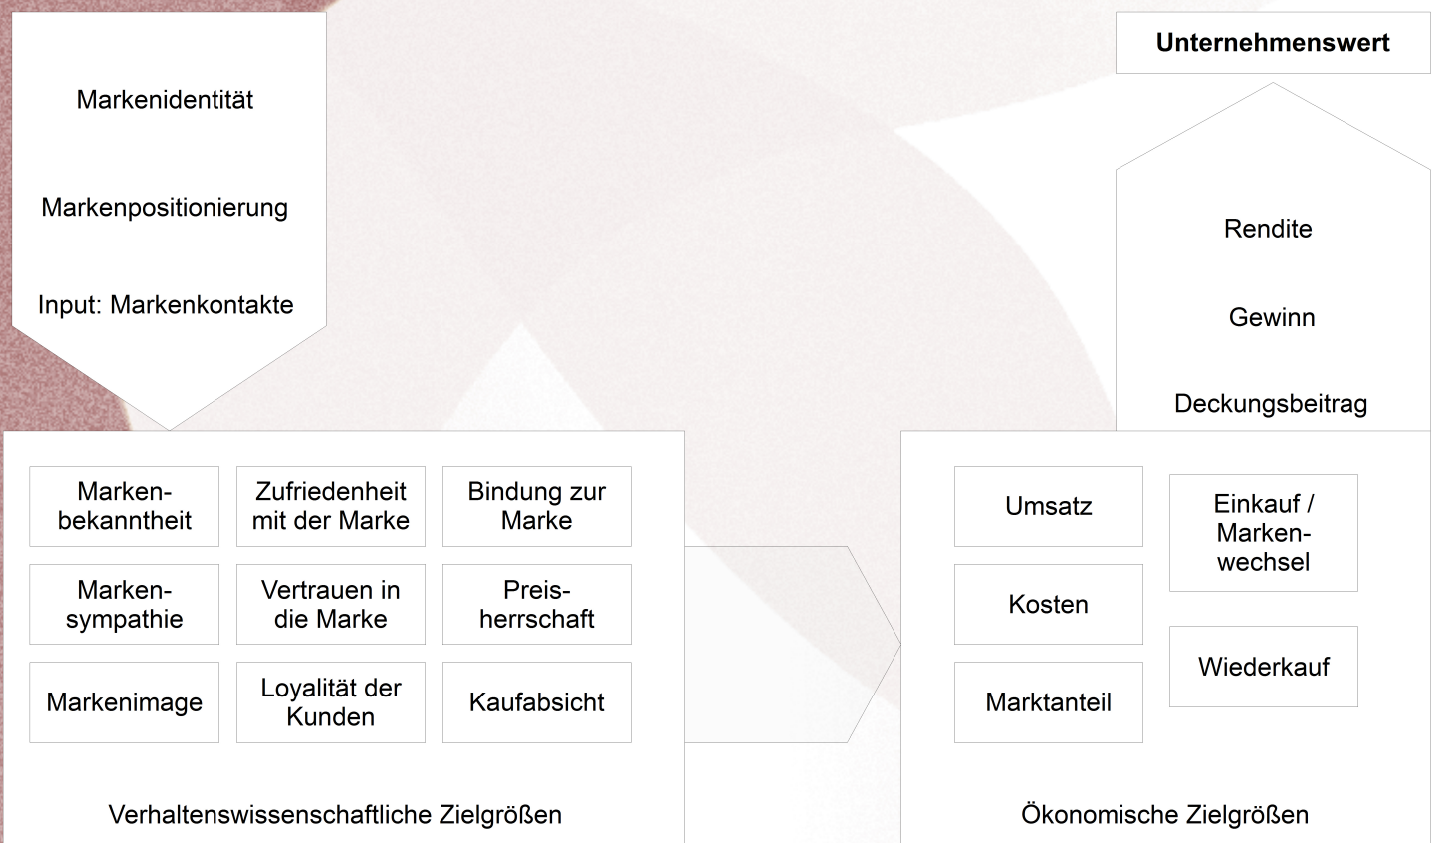 Markenidentität
Markenpositionierung
Input: Markenkontakte
Unternehmenswert
Rendite
Gewinn
Deckungsbeitrag
Marken-
bekanntheit
Zufriedenheit
mit der Marke
Bindung zur
Marke
Marken-
sympathie
Vertrauen in
die Marke
Preis-
herrschaft
Markenimage
Loyalität der
Kunden
Kaufabsicht
Verhaltenswissenschaftliche Zielgrößen
Umsatz
Einkauf /
Marken-
wechsel
Kosten
Wiederkauf
Marktanteil
Ökonomische Zielgrößen